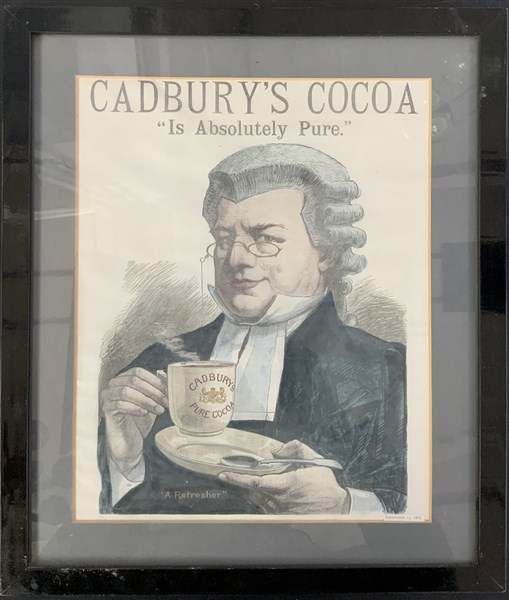 CADBURY'S COCOA
"Is Absolutely Pure."
CADBURY'S
PURE COCOA
"A Refresher"